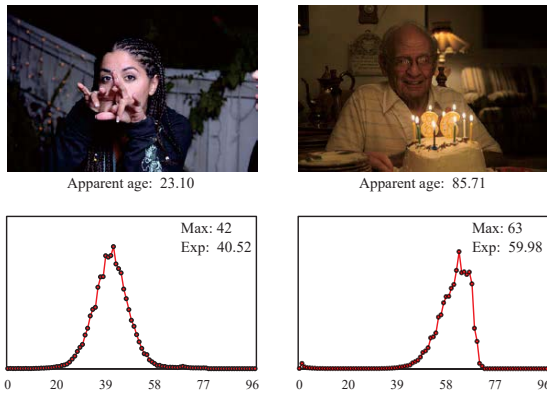 Apparent age: 23.10
Apparent age: 85.71
Max: 42
Exp: 40.52
0 20 39 58 77 96
Max: 63
Exp: 59.98
0 20 39 58 77 96